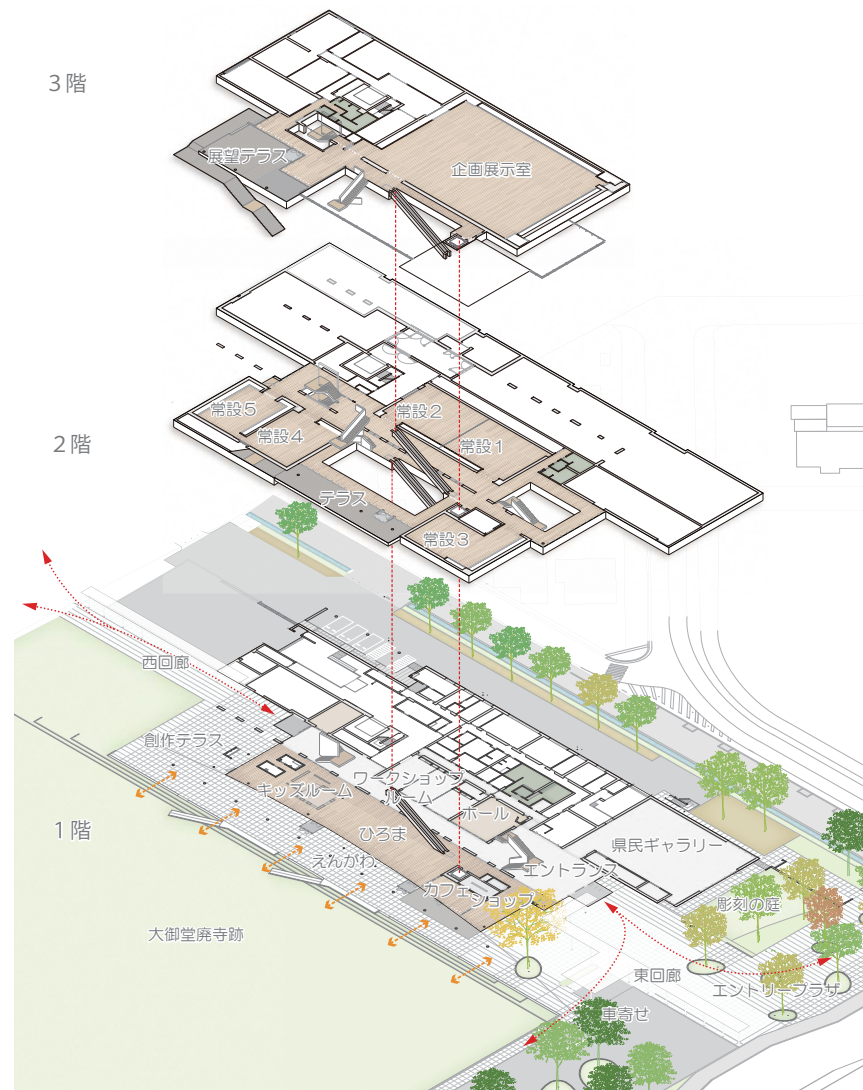 3階
展望テラス
企画展示室
2階
常設5
常設4
常設2
常設1
テラス
常設3
1階
西回廊
創作テラス
キッズルーム
ワークショップ
ルーム
ホール
ひろま
えんがわ
県民ギャラリー
エントランス
カフェ
ショップ
彫刻の庭
大御堂廃寺跡
東回廊
エントリープラザ
車寄せ